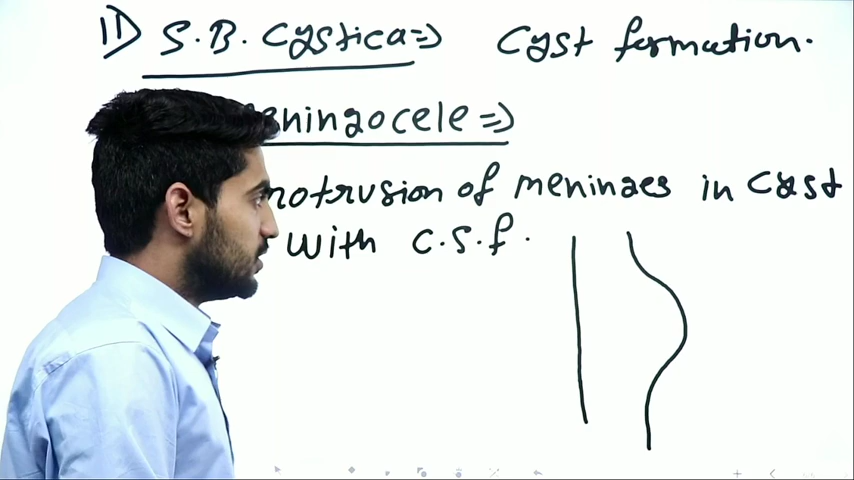 II) S.B. Cystica => Cyst formation.
eningocele =>
rotrusion of meninges in Cyst
with C.S.f.